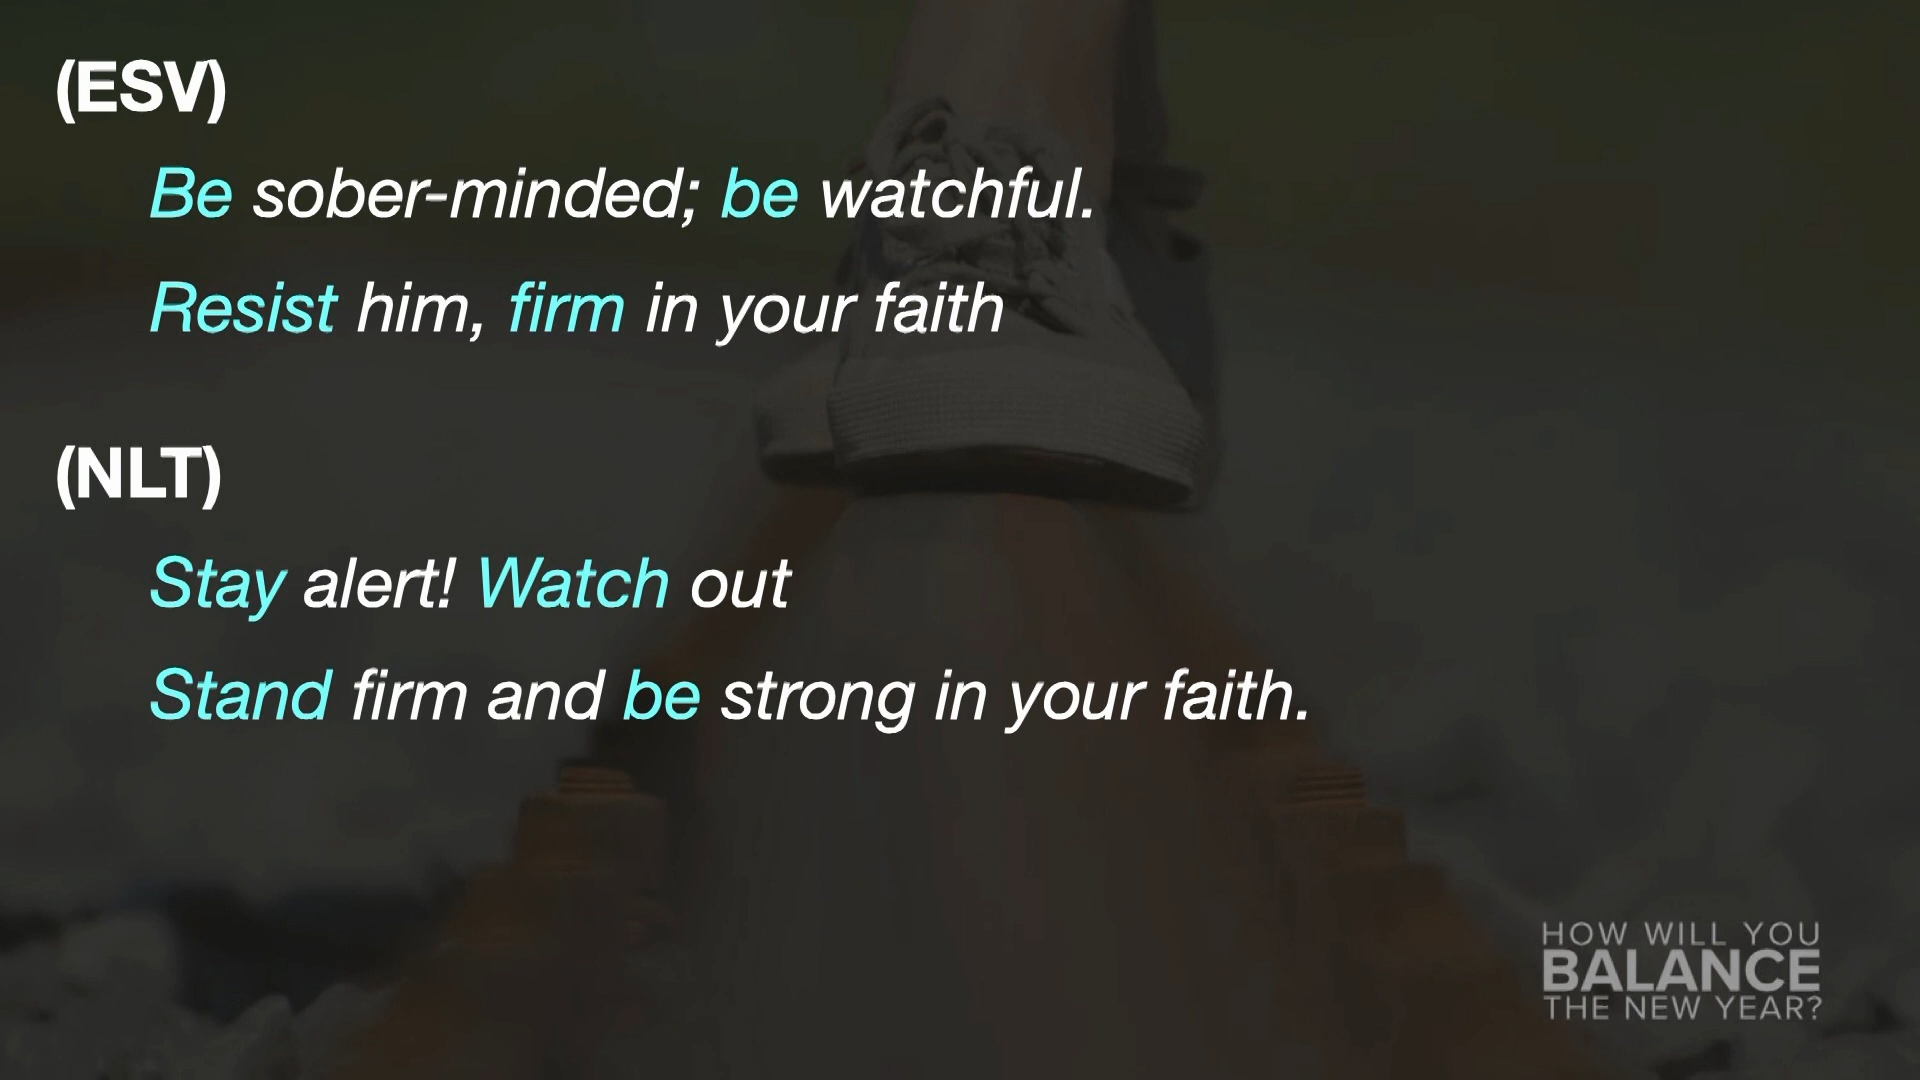 (ESV)
Be sober-minded; be watchful.
Resist him, firm in your faith
(NLT)
Stay alert! Watch out
Stand firm and be strong in your faith.
HOW WILL YOU
BALANCE
THE NEW YEAR?